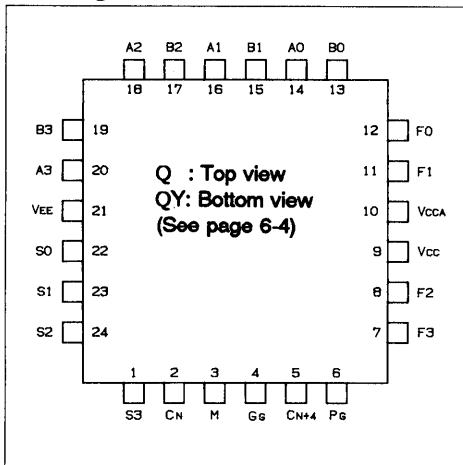 A2 B2 A1 B1 A0 B0
18 17 16 15 14 13
B3 19 12 F0
A3 20 11 F1
VEE 21 10 VCCA
S0 22 9 VCC
S1 23 8 F2
S2 24 7 F3
Q : Top view
QY: Bottom view
(See page 6-4)
1 2 3 4 5 6
S3 CN M GG CN+4 PG